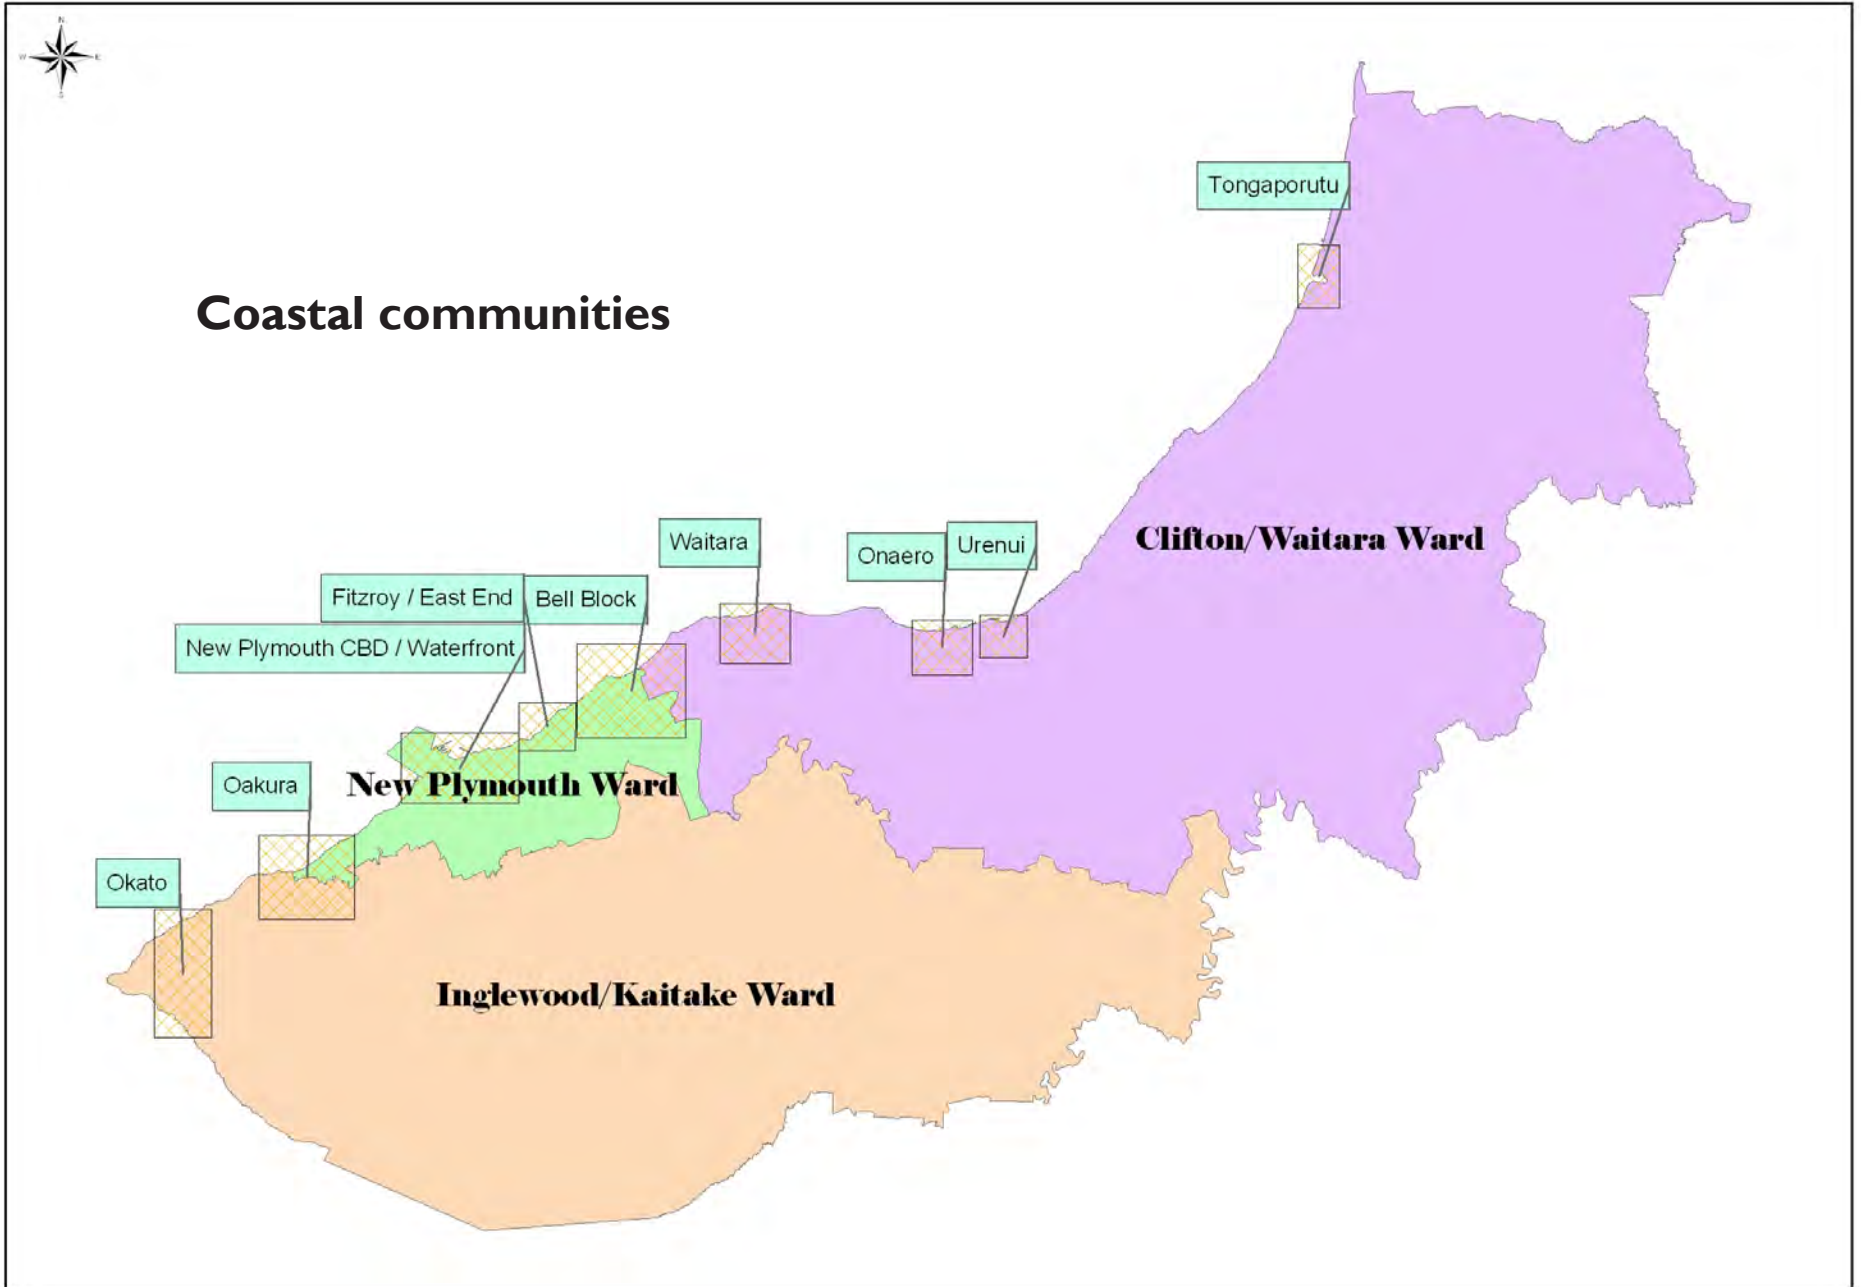 N
W
E
S
Tongaporutu
Coastal communities
Waitara
Onaero
Urenui
Clifton/Waitara Ward
Fitzroy / East End
Bell Block
New Plymouth CBD / Waterfront
Oakura
New Plymouth Ward
Okato
Inglewood/Kaitake Ward